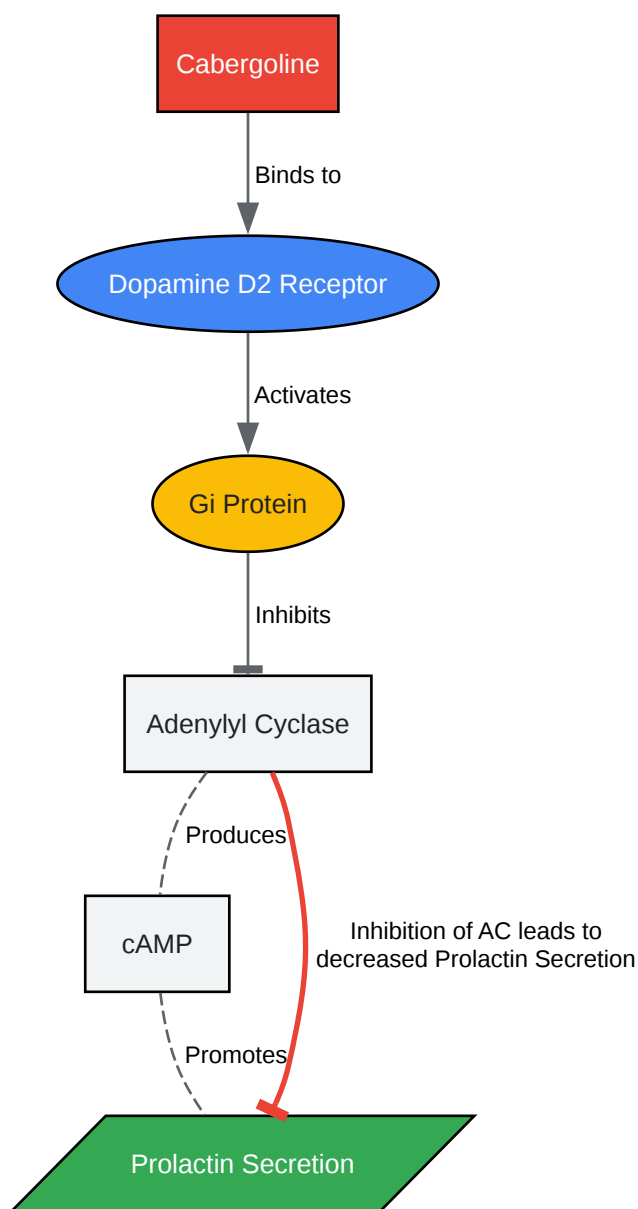 Cabergoline
Binds to
Dopamine D2 Receptor
Activates
Gi Protein
Inhibits
Adenylyl Cyclase
Produces
cAMP
Inhibition of AC leads to
decreased Prolactin Secretion
Promotes
Prolactin Secretion